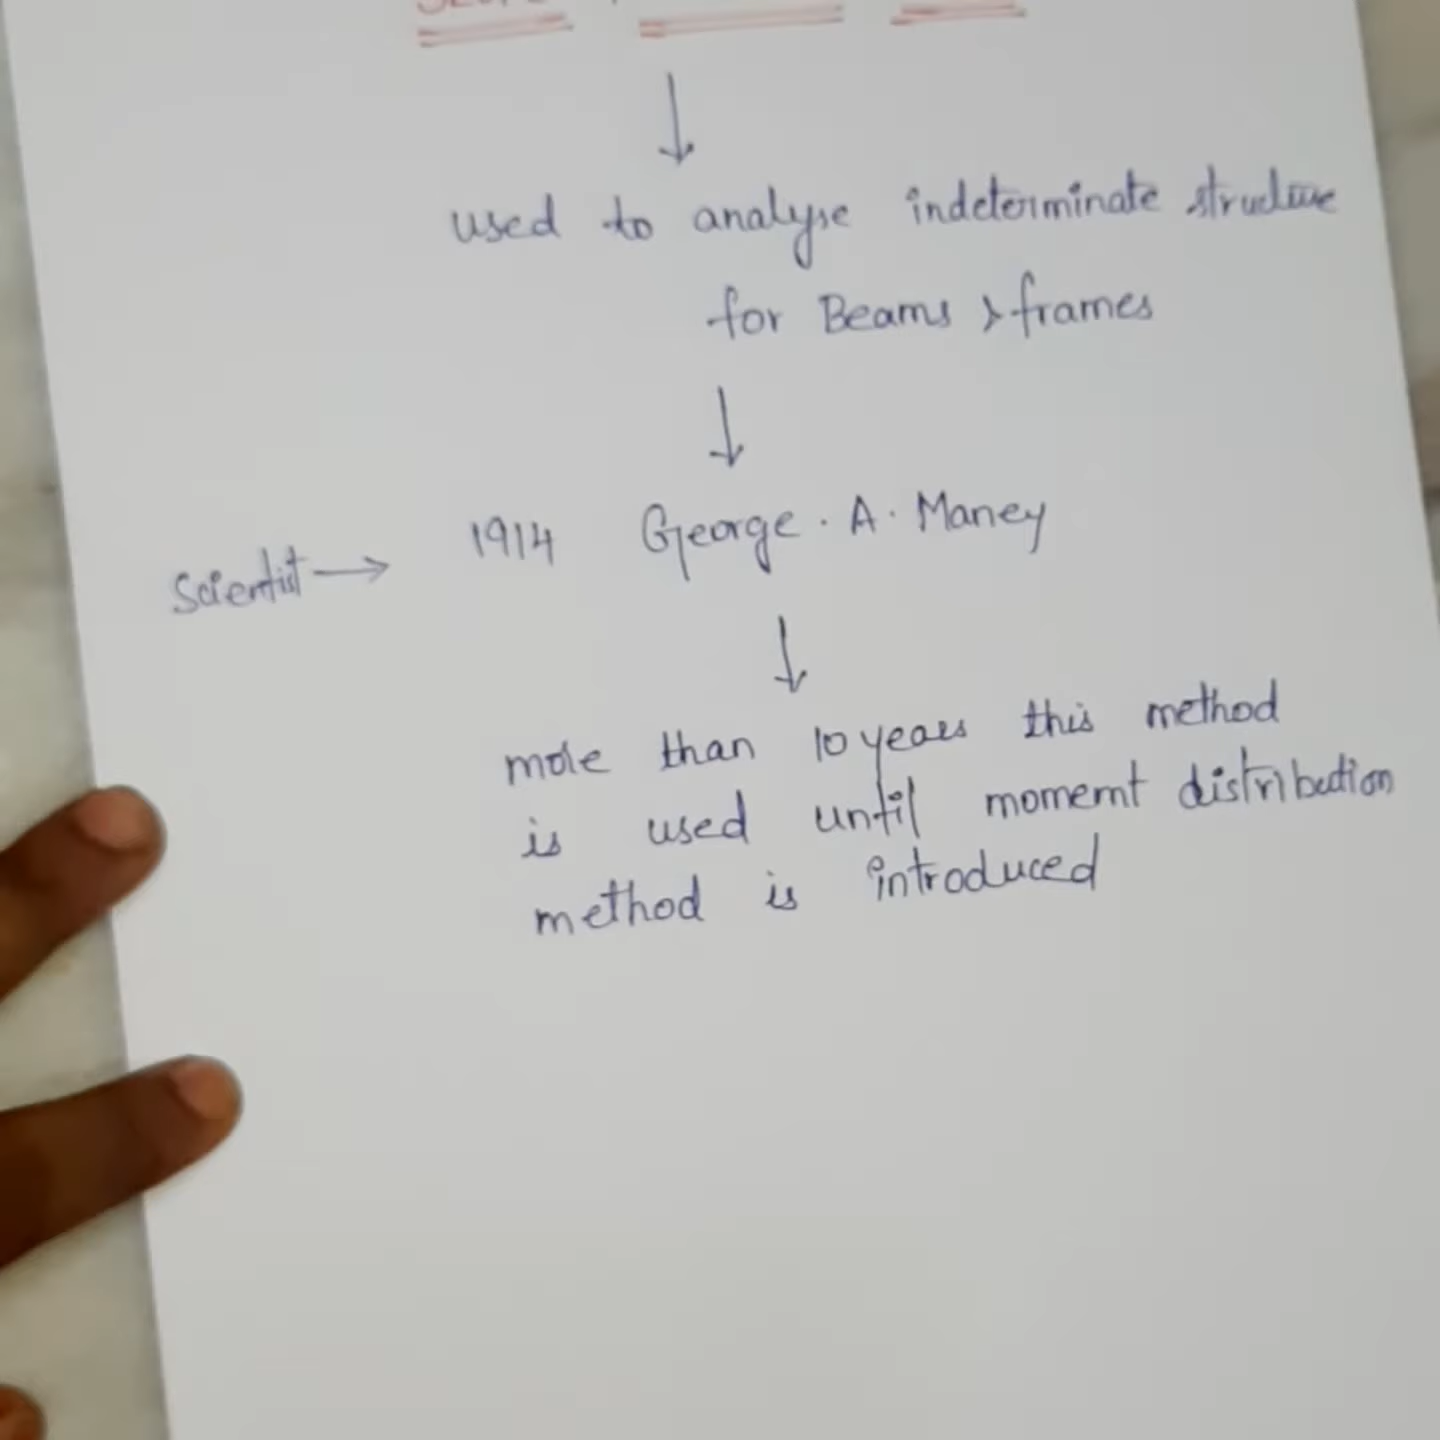 used to analyse indeterminate structure
for Beams & frames
1914 George. A. Maney
Scientist →
more than 10 years this method
is used until momemt distribution
method is introduced